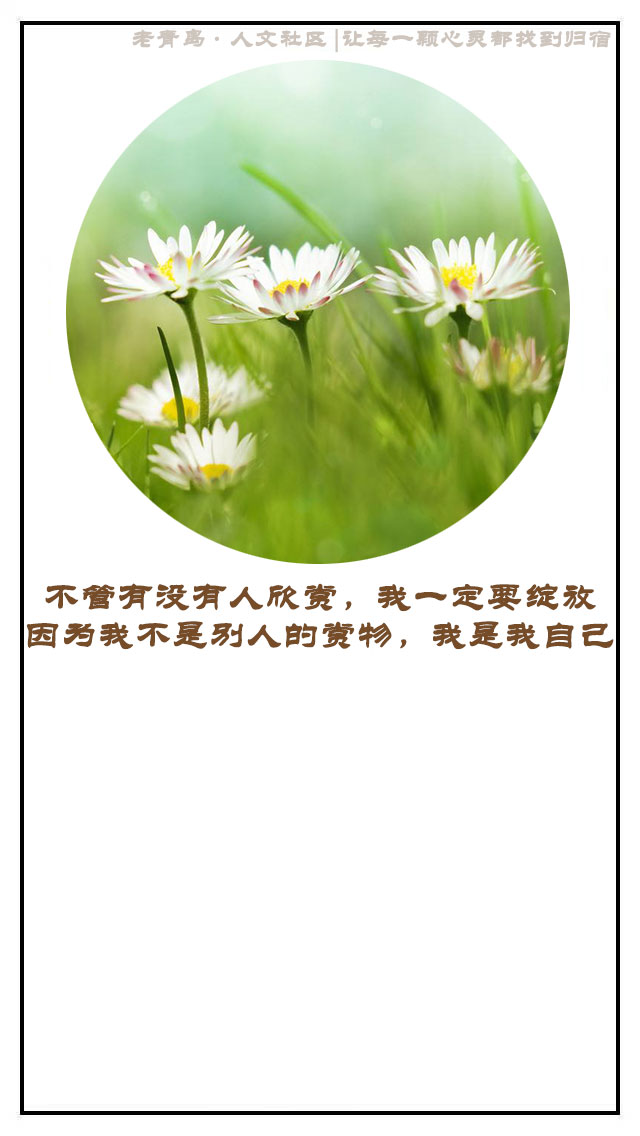 老青岛·人文社区|让每一颗心灵都找到归宿
不管有没有人欣赏，我一定要绽放
因为我不是别人的赏物，我是我自己